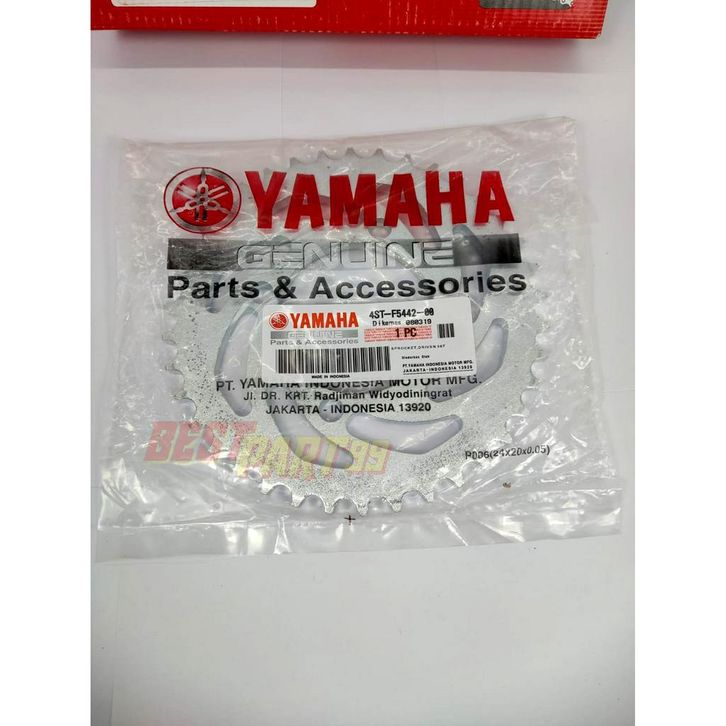 YAMAHA
GENUINE
Parts & Accessories
YAMAHA
GENUINE
Parts & Accessories
4ST-F5442-00
Dikemas 080319
1 PC
SPROCKET, DRIVEN
PT. YAMAHA INDONESIA MOTOR MFG.
JAKARTA - INDONESIA 13920
MADE IN INDONESIA
PT. YAMAHA INDONESIA MOTOR MFG.
Jl. DR. KRT. Radjiman Widyodiningrat
JAKARTA - INDONESIA 13920
BESTPART99
P006(24x20x0.05)